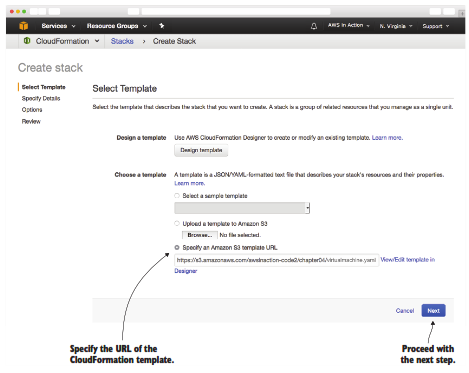 Services Resource Groups AWS in Action N. Virginia Support
CloudFormation Stacks > Create Stack
Create stack
Select Template
Specify Details
Options
Review
Select Template
Select the template that describes the stack that you want to create. A stack is a group of related resources that you manage as a single unit.
Design a template Use AWS CloudFormation Designer to create or modify an existing template. Learn more.
Design template
Choose a template A template is a JSON/YAML-formatted text file that describes your stack's resources and their properties.
Learn more.
Select a sample template
Upload a template to Amazon S3
Browse... No file selected.
Specify an Amazon S3 template URL
https://s3.amazonaws.com/awsinaction-code2/chapter04/virtualmachine.yaml View/Edit template in
Designer
Cancel Next
Specify the URL of the
CloudFormation template.
Proceed with
the next step.